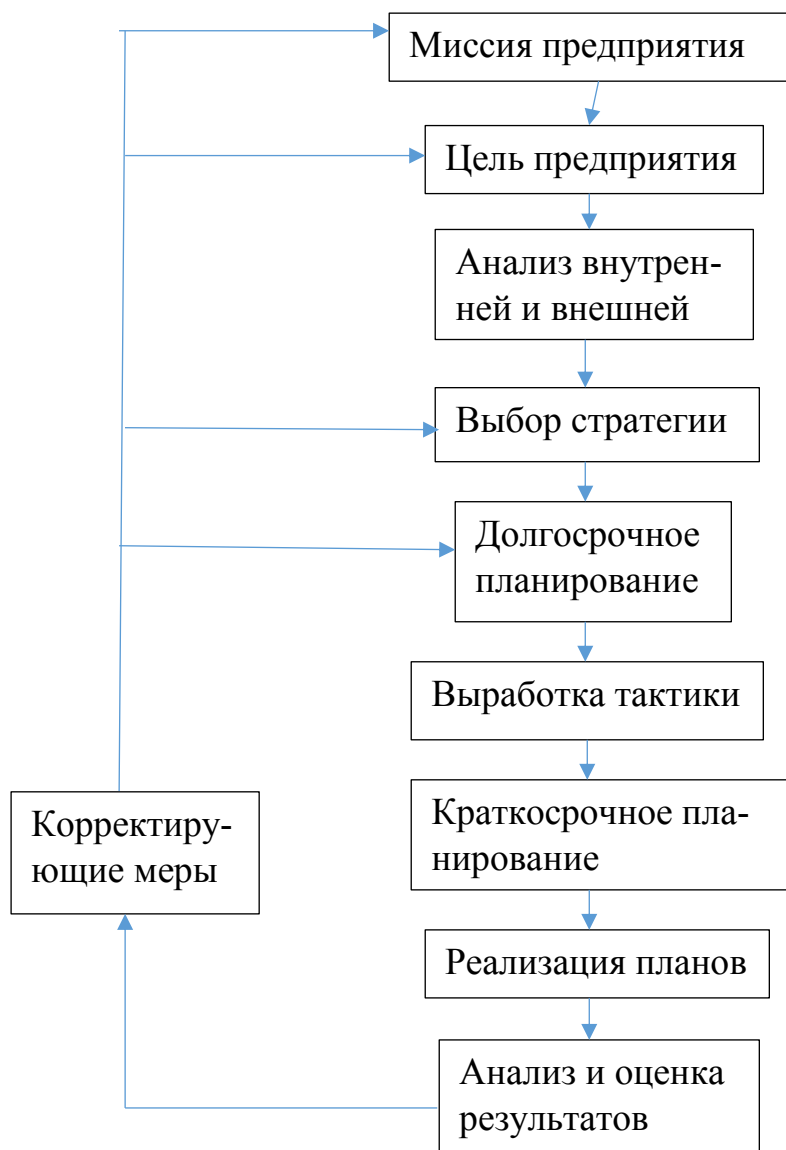 Миссия предприятия
Цель предприятия
Анализ внутрен-
ней и внешней
Выбор стратегии
Долгосрочное
планирование
Выработка тактики
Краткосрочное пла-
нирование
Корректиру-
ющие меры
Реализация планов
Анализ и оценка
результатов